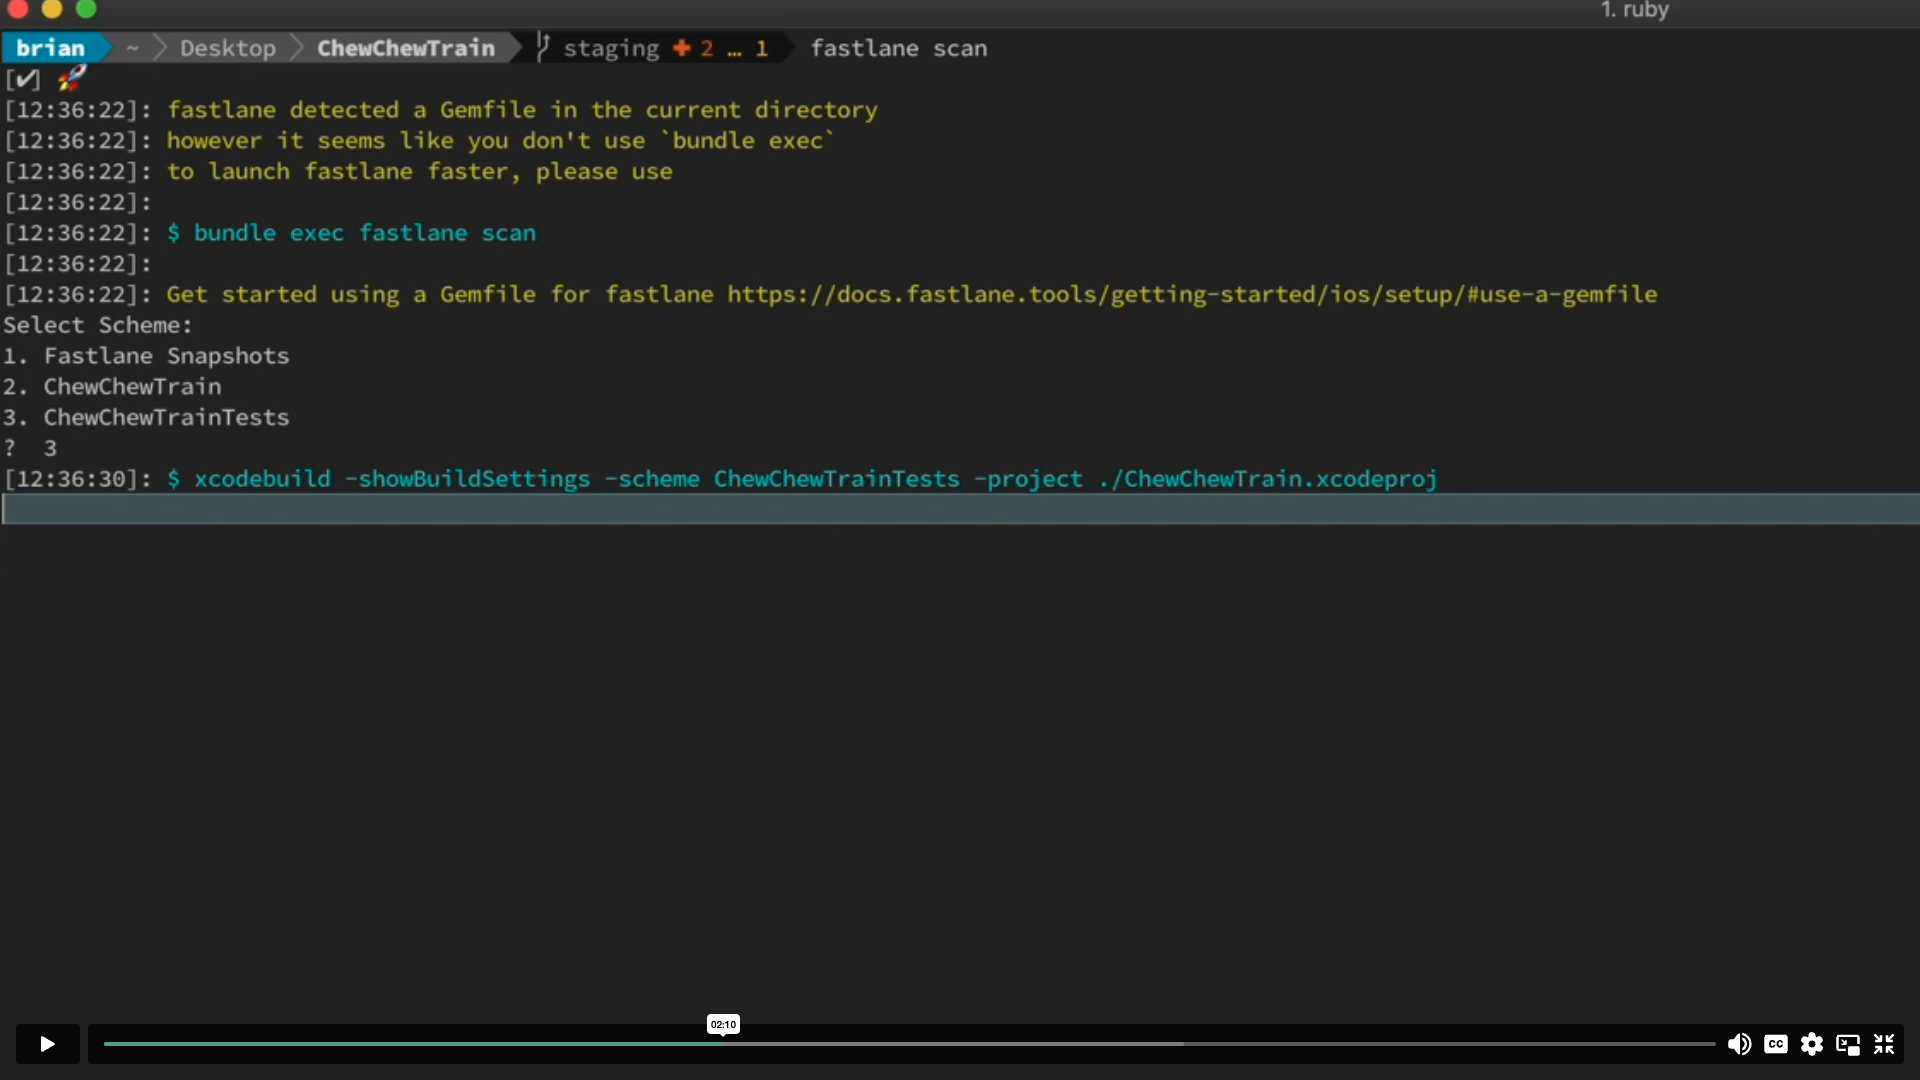 1. ruby
brian ~ Desktop ChewChewTrain staging ✚ 2 … 1 fastlane scan
[✔] 🚀
[12:36:22]: fastlane detected a Gemfile in the current directory
[12:36:22]: however it seems like you don't use `bundle exec`
[12:36:22]: to launch fastlane faster, please use
[12:36:22]:
[12:36:22]: $ bundle exec fastlane scan
[12:36:22]:
[12:36:22]: Get started using a Gemfile for fastlane https://docs.fastlane.tools/getting-started/ios/setup/#use-a-gemfile
Select Scheme:
1. Fastlane Snapshots
2. ChewChewTrain
3. ChewChewTrainTests
? 3
[12:36:30]: $ xcodebuild -showBuildSettings -scheme ChewChewTrainTests -project ./ChewChewTrain.xcodeproj
02:10
CC